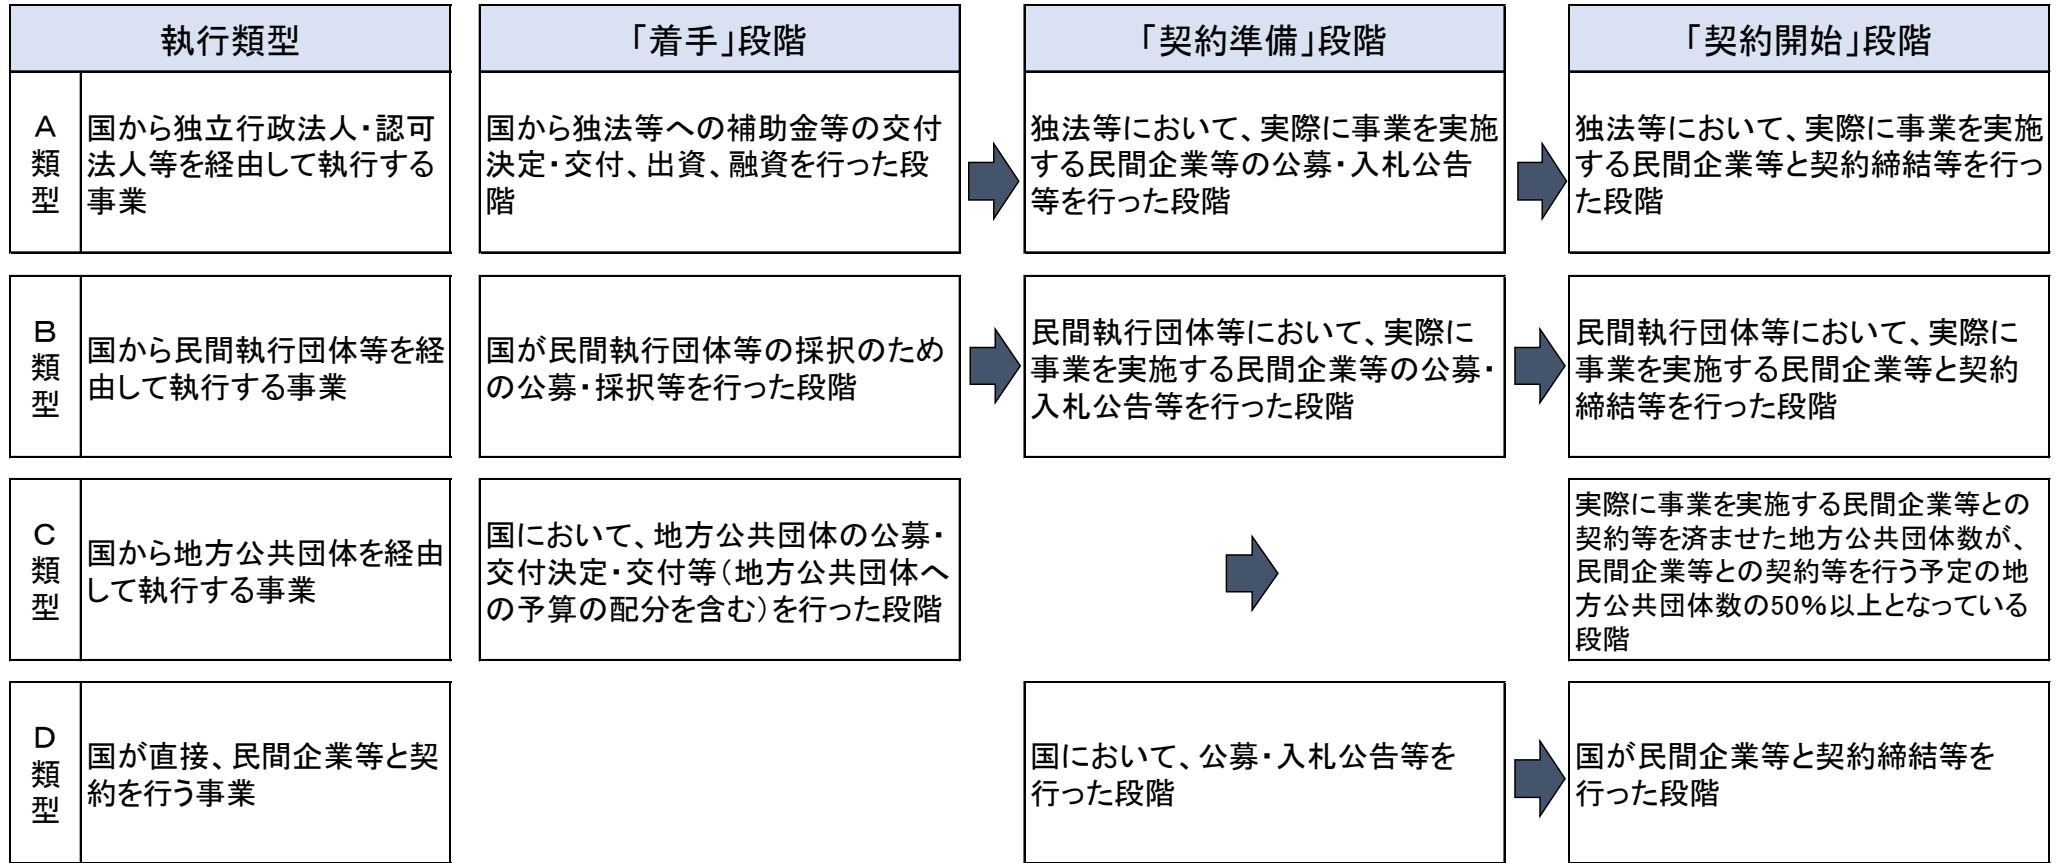 執行類型
「着手」段階
「契約準備」段階
「契約開始」段階
A
類
型
国から独立行政法人・認可
法人等を経由して執行する
事業
国から独法等への補助金等の交付
決定・交付、出資、融資を行った段
階
独法等において、実際に事業を実施
する民間企業等の公募・入札公告
等を行った段階
独法等において、実際に事業を実施
する民間企業等と契約締結等を行っ
た段階
B
類
型
国から民間執行団体等を経
由して執行する事業
国が民間執行団体等の採択のため
の公募・採択等を行った段階
民間執行団体等において、実際に
事業を実施する民間企業等の公募・
入札公告等を行った段階
民間執行団体等において、実際に
事業を実施する民間企業等と契約
締結等を行った段階
C
類
型
国から地方公共団体を経由
して執行する事業
国において、地方公共団体の公募・
交付決定・交付等（地方公共団体へ
の予算の配分を含む）を行った段階
実際に事業を実施する民間企業等との
契約等を済ませた地方公共団体数が、
民間企業等との契約等を行う予定の地
方公共団体数の50％以上となっている
段階
D
類
型
国が直接、民間企業等と契
約を行う事業
国において、公募・入札公告等を
行った段階
国が民間企業等と契約締結等を
行った段階